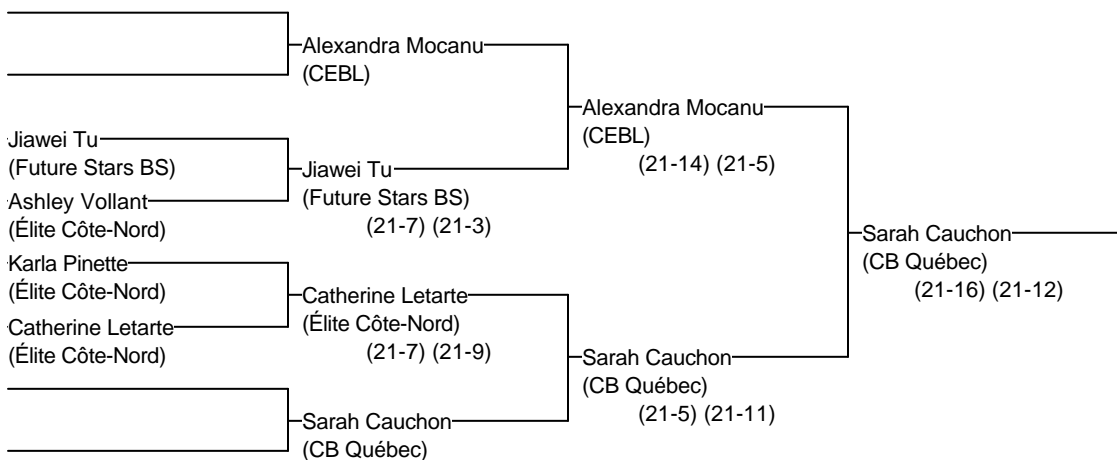 Alexandra Mocanu
(CEBL)
Jiawei Tu
(Future Stars BS)
Ashley Vollant
(Élite Côte-Nord)
Jiawei Tu
(Future Stars BS)
(21-7) (21-3)
Alexandra Mocanu
(CEBL)
(21-14) (21-5)
Karla Pinette
(Élite Côte-Nord)
Catherine Letarte
(Élite Côte-Nord)
Catherine Letarte
(Élite Côte-Nord)
(21-7) (21-9)
Sarah Cauchon
(CB Québec)
Sarah Cauchon
(CB Québec)
(21-5) (21-11)
Sarah Cauchon
(CB Québec)
(21-16) (21-12)